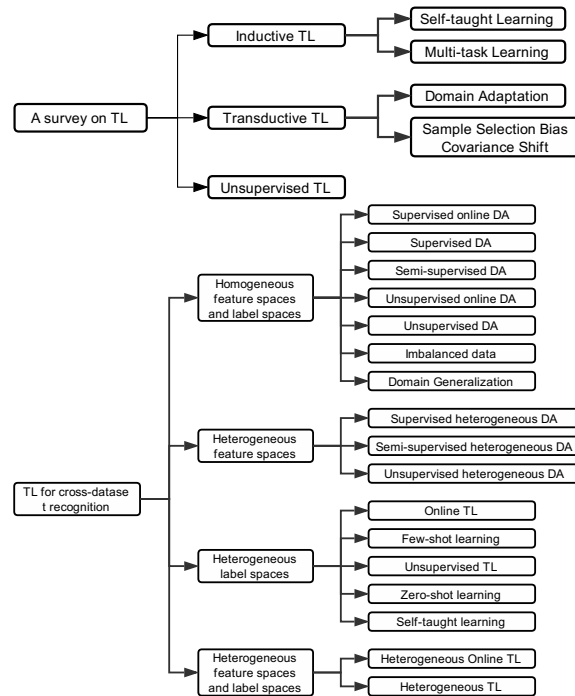 A survey on TL
Inductive TL
Self-taught Learning
Multi-task Learning
Transductive TL
Domain Adaptation
Sample Selection Bias
Covariance Shift
Unsupervised TL
TL for cross-datase
t recognition
Homogeneous
feature spaces
and label spaces
Supervised online DA
Supervised DA
Semi-supervised DA
Unsupervised online DA
Unsupervised DA
Imbalanced data
Domain Generalization
Heterogeneous
feature spaces
Supervised heterogeneous DA
Semi-supervised heterogeneous DA
Unsupervised heterogeneous DA
Heterogeneous
label spaces
Online TL
Few-shot learning
Unsupervised TL
Zero-shot learning
Self-taught learning
Heterogeneous
feature spaces
and label spaces
Heterogeneous Online TL
Heterogeneous TL